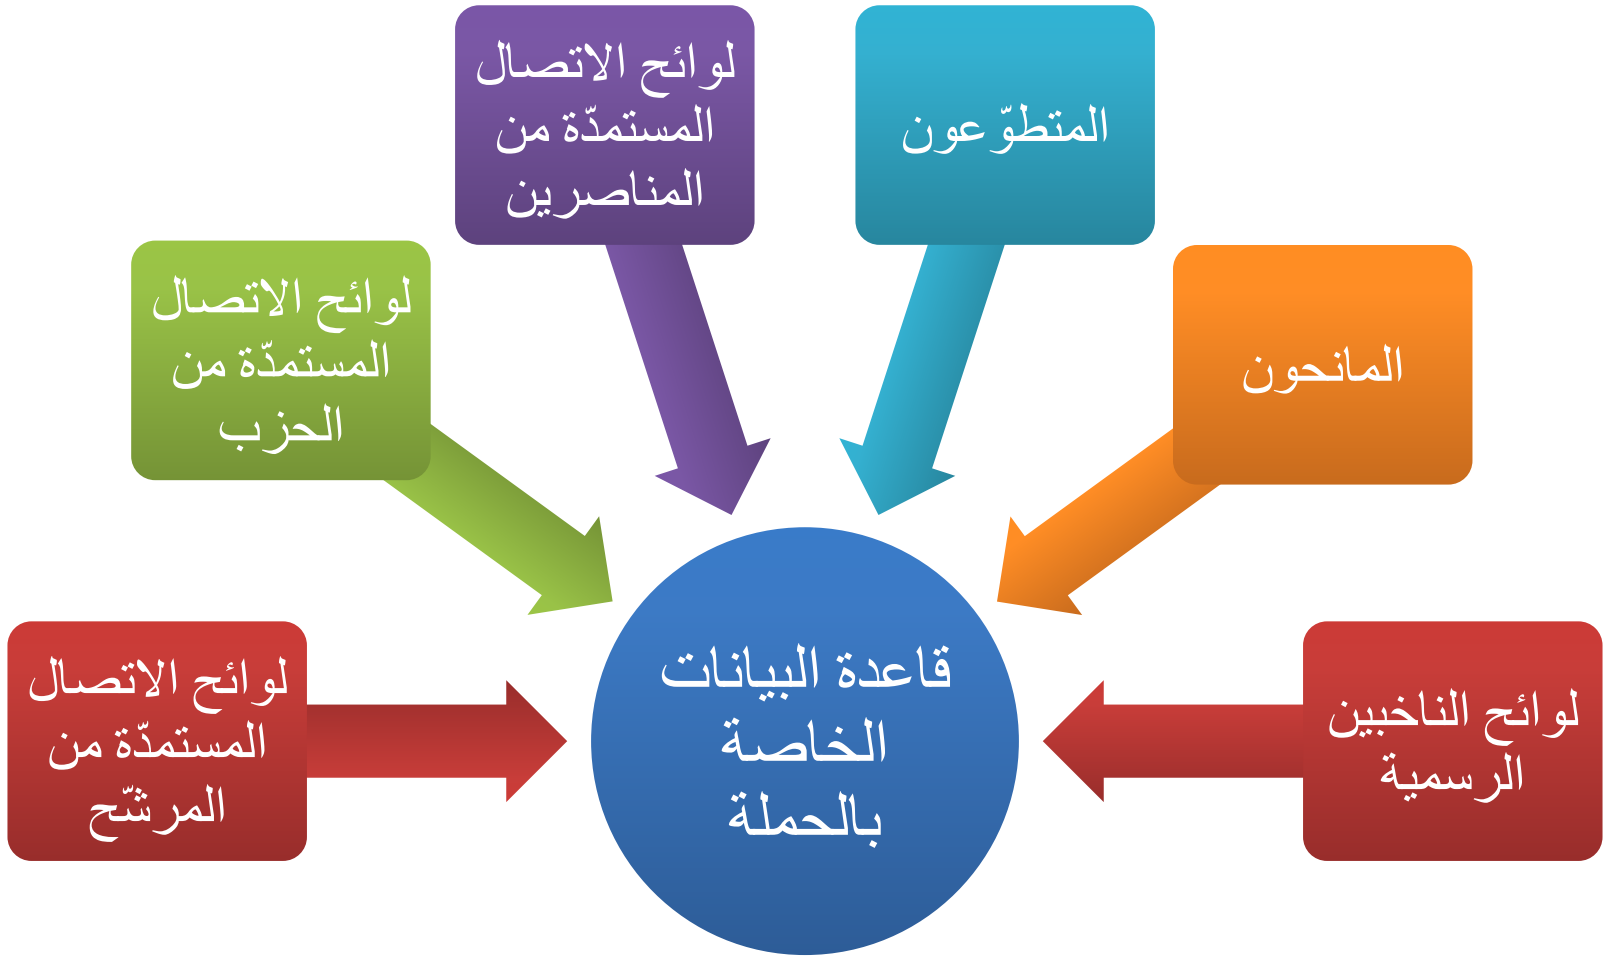 لوائح الاتصال
المستمدّة من
المناصرين
المتطوّعون
لوائح الاتصال
المستمدّة من
الحزب
المانحون
لوائح الاتصال
المستمدّة من
المرشّح
قاعدة البيانات
الخاصة
بالحملة
لوائح الناخبين
الرسمية